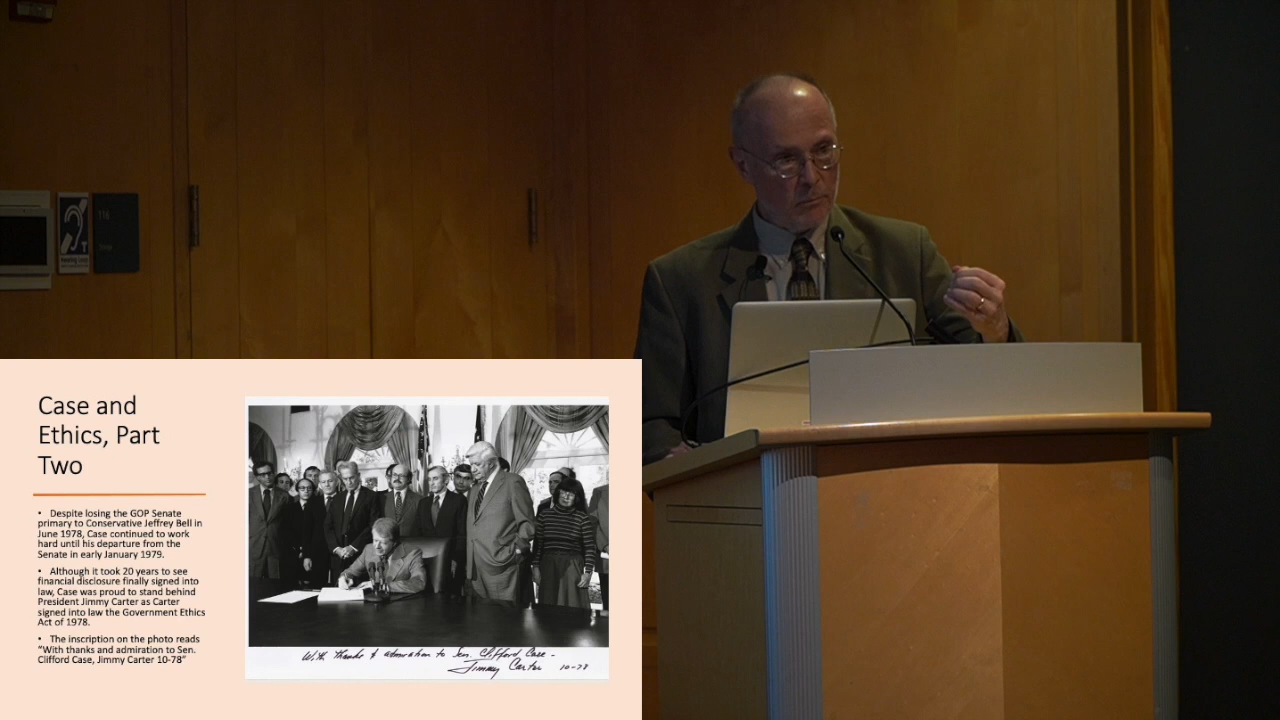 116
Case and
Ethics, Part
Two
• Despite losing the GOP Senate
primary to Conservative Jeffrey Bell in
June 1978, Case continued to work
hard until his departure from the
Senate in early January 1979.
• Although it took 20 years to see
financial disclosure finally signed into
law, Case was proud to stand behind
President Jimmy Carter as Carter
signed into law the Government Ethics
Act of 1978.
• The inscription on the photo reads
“With thanks and admiration to Sen.
Clifford Case, Jimmy Carter 10-78”
With thanks & admiration to Sen. Clifford Case -
Jimmy Carter 10-78